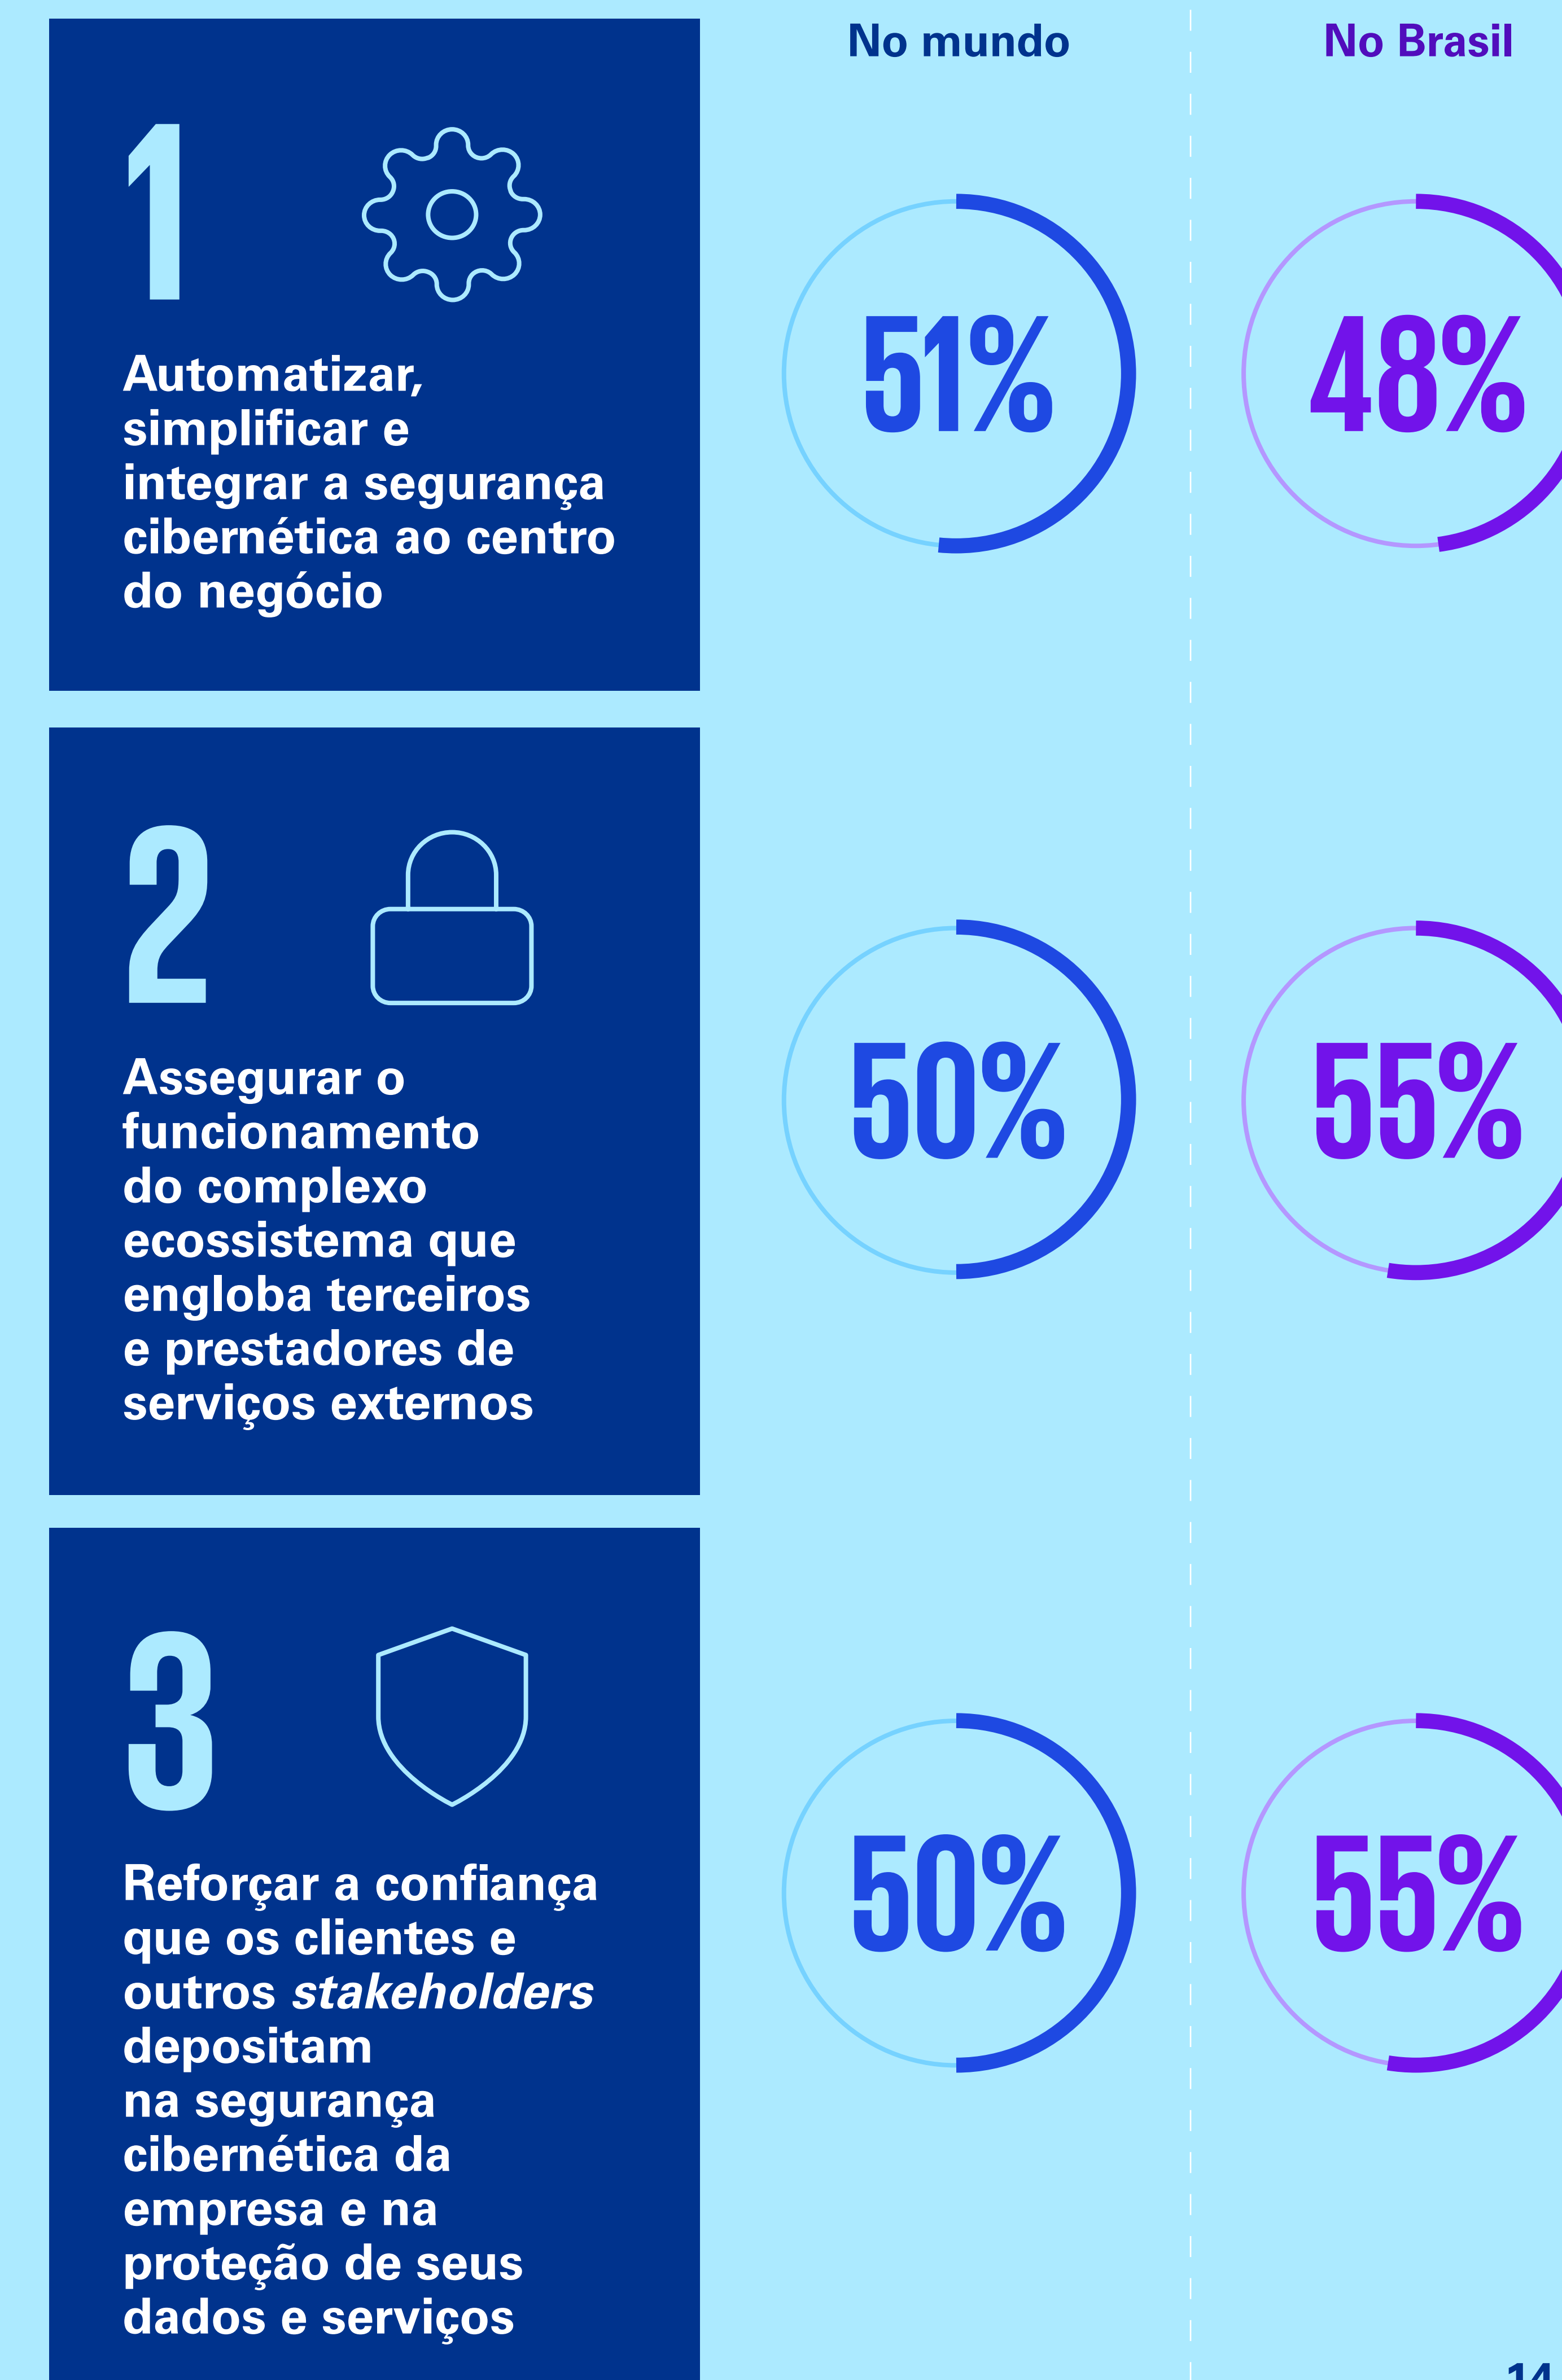 No mundo
No Brasil
1
Automatizar,
simplificar e
integrar a segurança
cibernética ao centro
do negócio
51%
48%
2
Assegurar o
funcionamento
do complexo
ecossistema que
engloba terceiros
e prestadores de
serviços externos
50%
55%
3
Reforçar a confiança
que os clientes e
outros stakeholders
depositam
na segurança
cibernética da
empresa e na
proteção de seus
dados e serviços
50%
55%
14